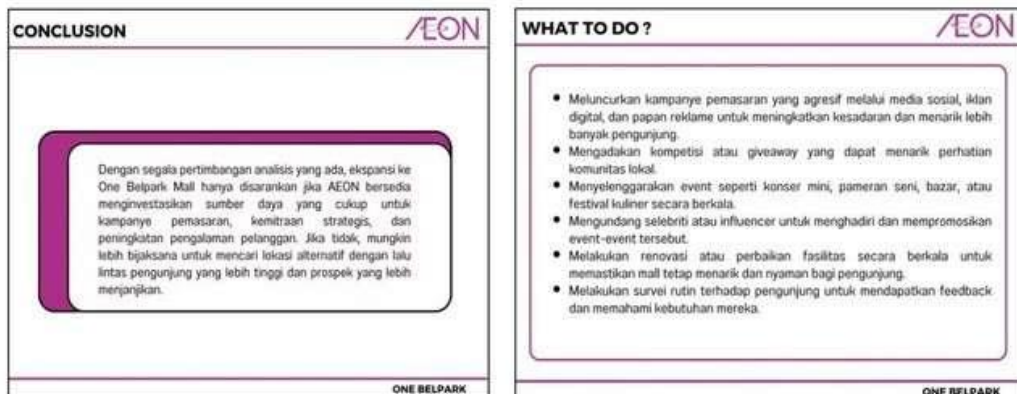 CONCLUSION
ÆON
Dengan segala pertimbangan analisis yang ada, ekspansi ke
One Belpark Mall hanya disarankan jika AEON bersedia
menginvestasikan sumber daya yang cukup untuk
kampanye pemasaran, kemitraan strategis, dan
peningkatan pengalaman pelanggan. Jika tidak, mungkin
lebih bijaksana untuk mencari lokasi alternatif dengan lalu
lintas pengunjung yang lebih tinggi dan prospek yang lebih
menjanjikan.
ONE BELPARK
WHAT TO DO ?
ÆON
• Meluncurkan kampanye pemasaran yang agresif melalui media sosial, iklan
digital, dan papan reklame untuk meningkatkan kesadaran dan menarik lebih
banyak pengunjung.
• Mengadakan kompetisi atau giveaway yang dapat menarik perhatian
komunitas lokal.
• Menyelenggarakan event seperti konser mini, pameran seni, bazar, atau
festival kuliner secara berkala.
• Mengundang selebriti atau influencer untuk menghadiri dan mempromosikan
event-event tersebut.
• Melakukan renovasi atau perbaikan fasilitas secara berkala untuk
memastikan mall tetap menarik dan nyaman bagi pengunjung.
• Melakukan survei rutin terhadap pengunjung untuk mendapatkan feedback
dan memahami kebutuhan mereka.
ONE BELPARK